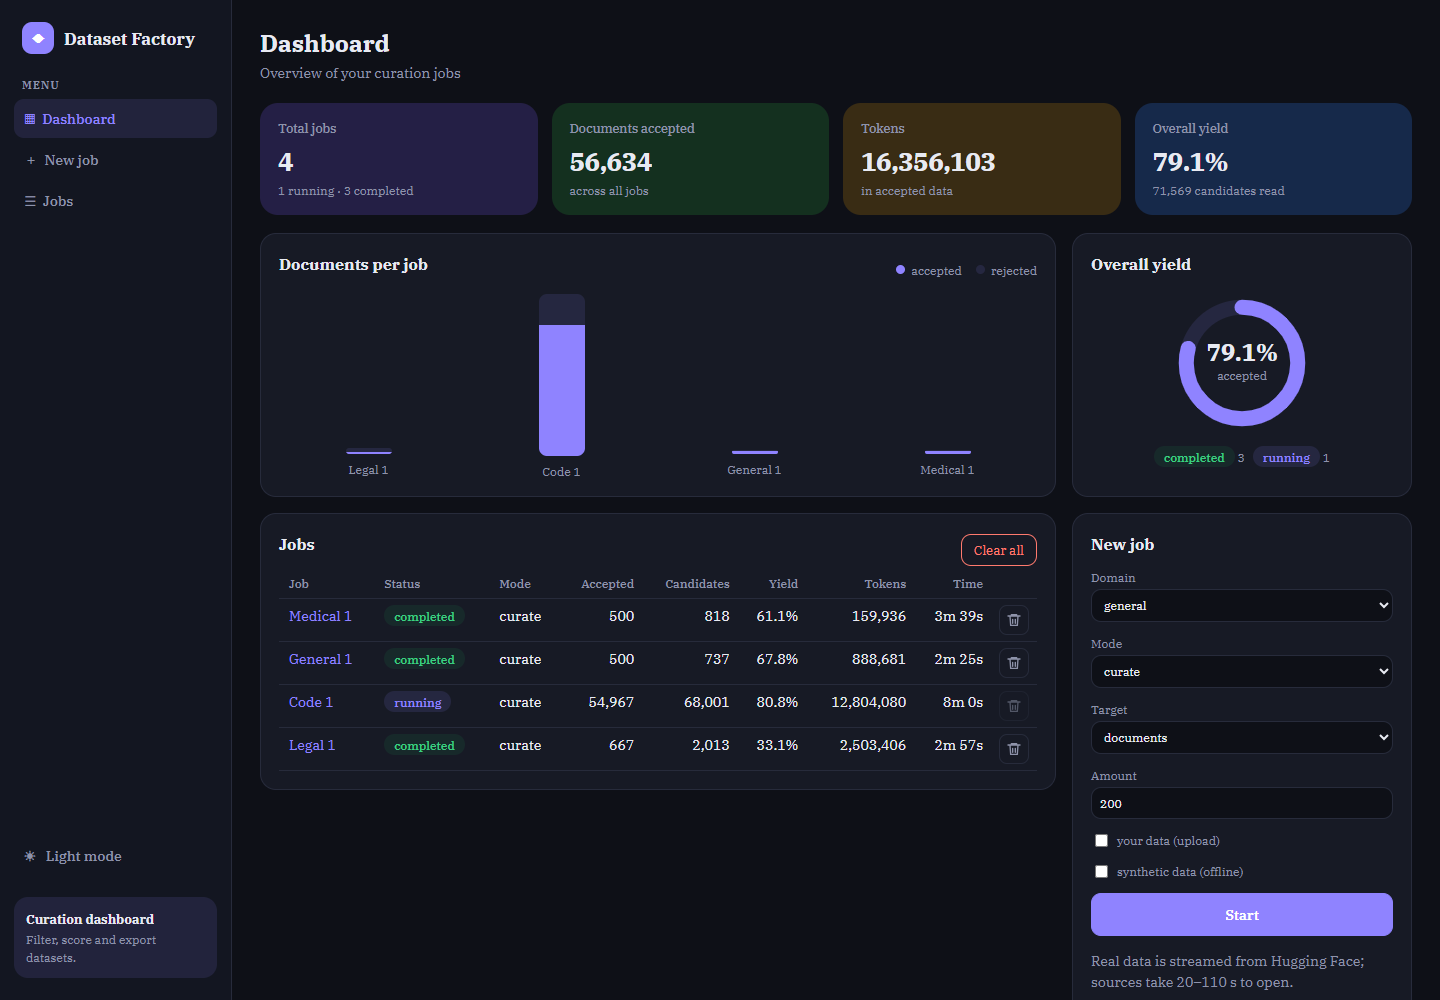 Dataset Factory
MENU
Dashboard
+ New job
Jobs
Light mode
Curation dashboard
Filter, score and export
datasets.
Dashboard
Overview of your curation jobs
Total jobs
4
1 running · 3 completed
Documents accepted
56,634
across all jobs
Tokens
16,356,103
in accepted data
Overall yield
79.1%
71,569 candidates read
Documents per job
accepted rejected
Legal 1 Code 1 General 1 Medical 1
Overall yield
79.1%
accepted
completed 3 running 1
Jobs
Clear all
Job Status Mode Accepted Candidates Yield Tokens Time
Medical 1 completed curate 500 818 61.1% 159,936 3m 39s
General 1 completed curate 500 737 67.8% 888,681 2m 25s
Code 1 running curate 54,967 68,001 80.8% 12,804,080 8m 0s
Legal 1 completed curate 667 2,013 33.1% 2,503,406 2m 57s
New job
Domain
general
Mode
curate
Target
documents
Amount
200
your data (upload)
synthetic data (offline)
Start
Real data is streamed from Hugging Face;
sources take 20–110 s to open.